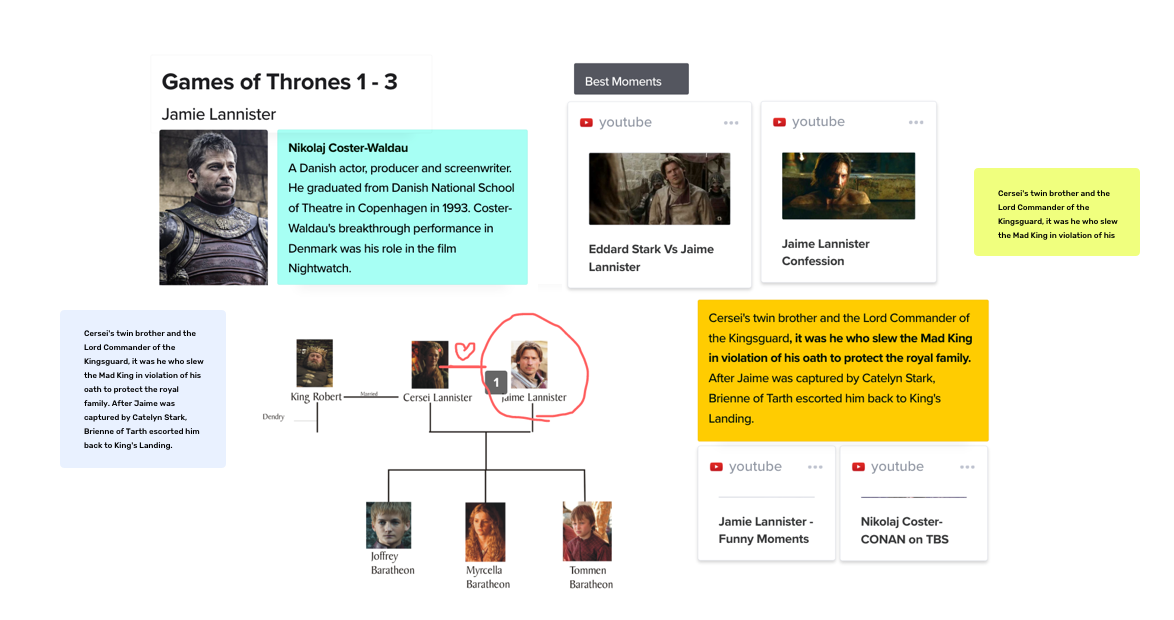 Games of Thrones 1 - 3
Jamie Lannister
Nikolaj Coster-Waldau
A Danish actor, producer and screenwriter.
He graduated from Danish National School
of Theatre in Copenhagen in 1993. Coster-
Waldau's breakthrough performance in
Denmark was his role in the film
Nightwatch.
Best Moments
youtube
Eddard Stark Vs Jaime
Lannister
youtube
Jaime Lannister
Confession
Cersei's twin brother and the
Lord Commander of the
Kingsguard, it was he who slew
the Mad King in violation of his
Cersei's twin brother and the
Lord Commander of the
Kingsguard, it was he who slew
the Mad King in violation of his
oath to protect the royal
family. After Jaime was
captured by Catelyn Stark,
Brienne of Tarth escorted him
back to King's Landing.
King Robert
Married
Cersei Lannister
1
Jaime Lannister
Dendry
Joffrey
Baratheon
Myrcella
Baratheon
Tommen
Baratheon
Cersei's twin brother and the Lord Commander of
the Kingsguard, it was he who slew the Mad King
in violation of his oath to protect the royal family.
After Jaime was captured by Catelyn Stark,
Brienne of Tarth escorted him back to King's
Landing.
youtube
Jamie Lannister -
Funny Moments
youtube
Nikolaj Coster-
CONAN on TBS